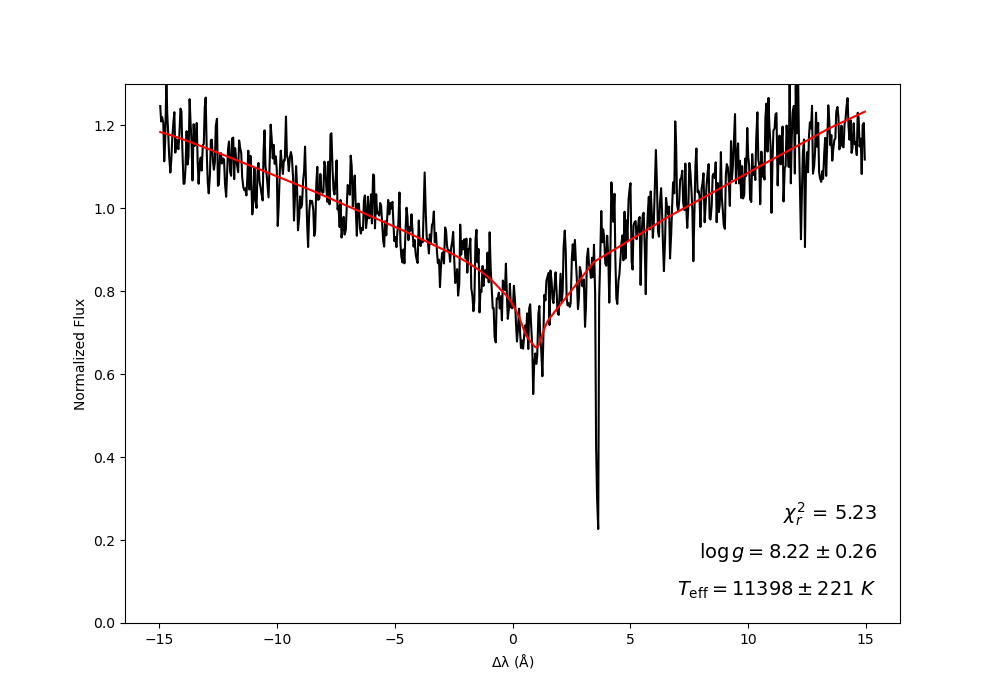 1.2
1.0
0.8
0.6
0.4
0.2
0.0
Normalized Flux
χ²ᵣ = 5.23
log g = 8.22 ± 0.26
T_eff = 11398 ± 221 K
−15 −10 −5 0 5 10 15
Δλ (Å)